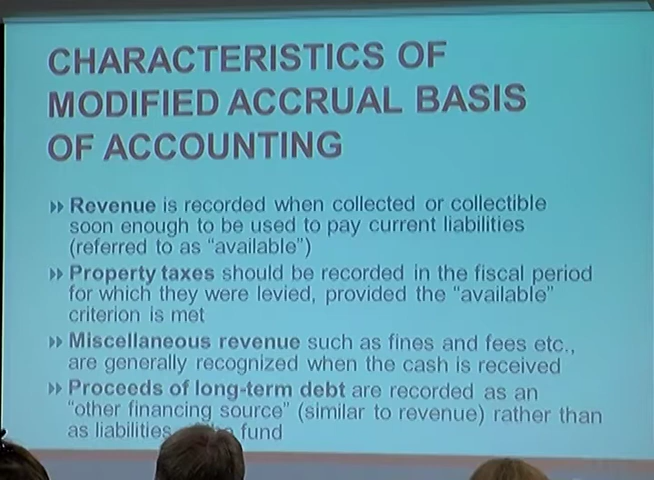 CHARACTERISTICS OF
MODIFIED ACCRUAL BASIS
OF ACCOUNTING
Revenue is recorded when collected or collectible
soon enough to be used to pay current liabilities
(referred to as “available”)
Property taxes should be recorded in the fiscal period
for which they were levied, provided the “available”
criterion is met
Miscellaneous revenue such as fines and fees etc.,
are generally recognized when the cash is received
Proceeds of long-term debt are recorded as an
“other financing source” (similar to revenue) rather than
as liabilities fund